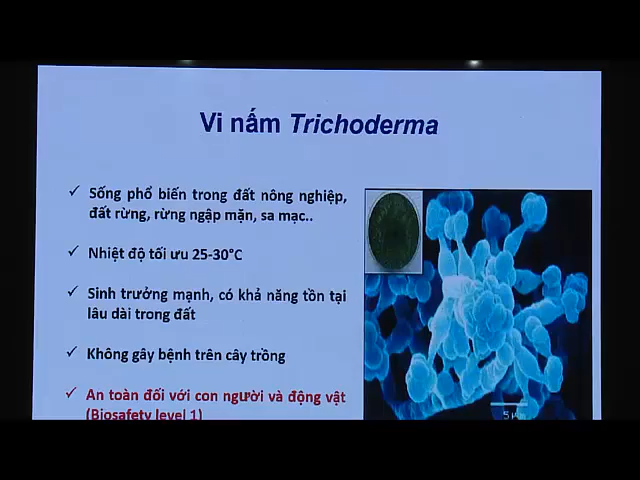 Vi nấm Trichoderma
✓ Sống phổ biến trong đất nông nghiệp,
đất rừng, rừng ngập mặn, sa mạc..
✓ Nhiệt độ tối ưu 25-30°C
✓ Sinh trưởng mạnh, có khả năng tồn tại
lâu dài trong đất
✓ Không gây bệnh trên cây trồng
✓ An toàn đối với con người và động vật
(Biosafety level 1)
5 µm